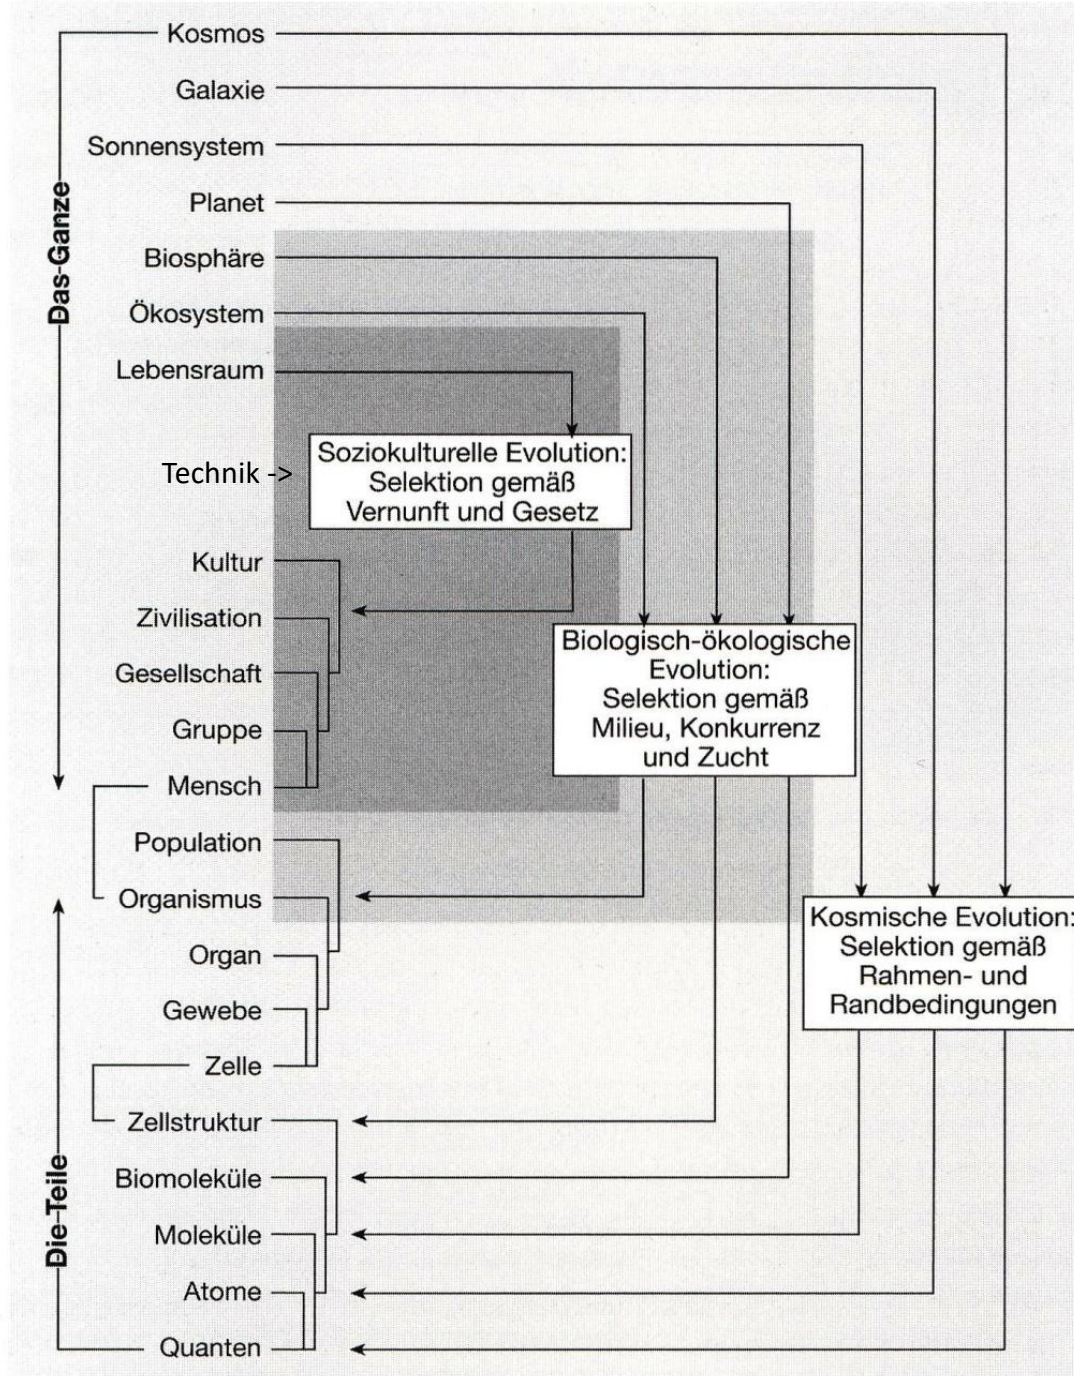 Kosmos
Galaxie
Sonnensystem
Planet
Das Ganze
Biosphäre
Ökosystem
Lebensraum
Technik ->
Soziokulturelle Evolution:
Selektion gemäß
Vernunft und Gesetz
Kultur
Zivilisation
Gesellschaft
Gruppe
Mensch
Biologisch-ökologische
Evolution:
Selektion gemäß
Milieu, Konkurrenz
und Zucht
Population
Organismus
Organ
Gewebe
Zelle
Kosmische Evolution:
Selektion gemäß
Rahmen- und
Randbedingungen
Zellstruktur
Biomoleküle
Die Teile
Moleküle
Atome
Quanten